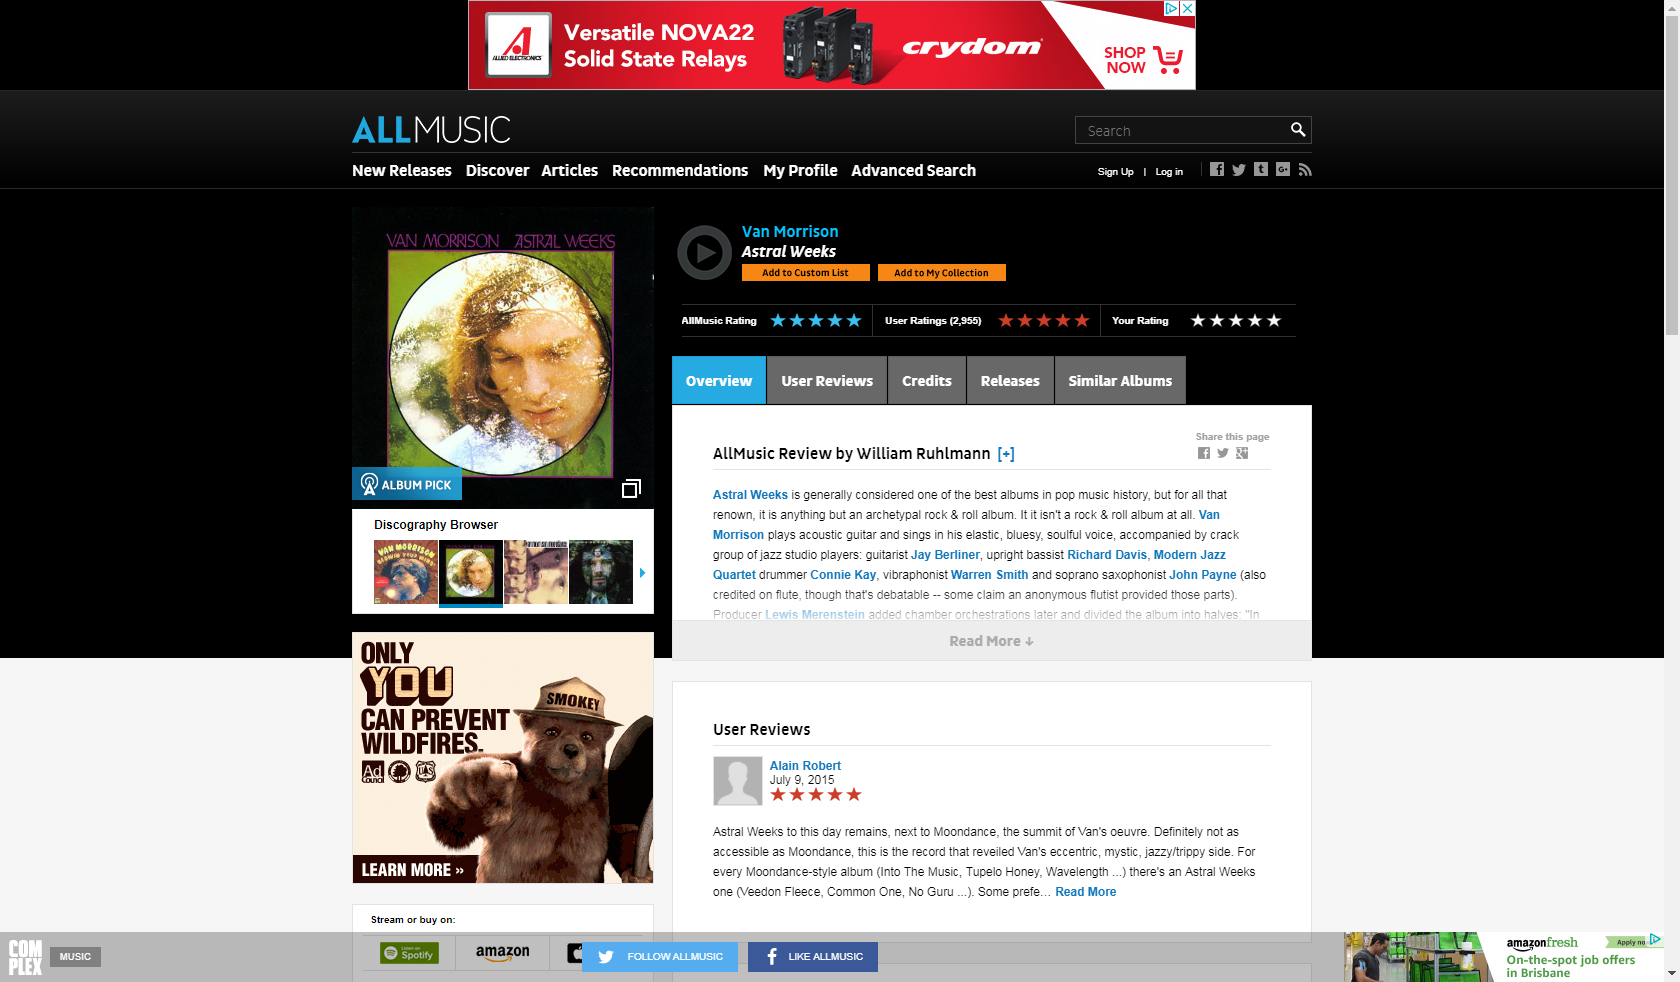 ALLIED ELECTRONICS
Versatile NOVA22
Solid State Relays
crydom
SHOP
NOW
ALLMUSIC
Search
New Releases Discover Articles Recommendations My Profile Advanced Search
Sign Up | Log in
VAN MORRISON ASTRAL WEEKS
ALBUM PICK
Van Morrison
Astral Weeks
Add to Custom List Add to My Collection
AllMusic Rating User Ratings (2,955) Your Rating
Overview User Reviews Credits Releases Similar Albums
Share this page
AllMusic Review by William Ruhlmann [+]
Astral Weeks is generally considered one of the best albums in pop music history, but for all that
renown, it is anything but an archetypal rock & roll album. It it isn't a rock & roll album at all. Van
Morrison plays acoustic guitar and sings in his elastic, bluesy, soulful voice, accompanied by crack
group of jazz studio players: guitarist Jay Berliner, upright bassist Richard Davis, Modern Jazz
Quartet drummer Connie Kay, vibraphonist Warren Smith and soprano saxophonist John Payne (also
credited on flute, though that's debatable -- some claim an anonymous flutist provided those parts).
Producer Lewis Merenstein added chamber orchestrations later and divided the album into halves: "In
Read More ↓
Discography Browser
VAN MORRISON
ONLY
YOU
CAN PREVENT
WILDFIRES.
SMOKEY
Ad
Council
LEARN MORE »
User Reviews
Alain Robert
July 9, 2015
Astral Weeks to this day remains, next to Moondance, the summit of Van's oeuvre. Definitely not as
accessible as Moondance, this is the record that reveiled Van's eccentric, mystic, jazzy/trippy side. For
every Moondance-style album (Into The Music, Tupelo Honey, Wavelength ...) there's an Astral Weeks
one (Veedon Fleece, Common One, No Guru ...). Some prefe... Read More
Stream or buy on:
Listen on
Spotify
amazon
COM
PLEX
MUSIC
FOLLOW ALLMUSIC
LIKE ALLMUSIC
amazonfresh
Apply no
On-the-spot job offers
in Brisbane